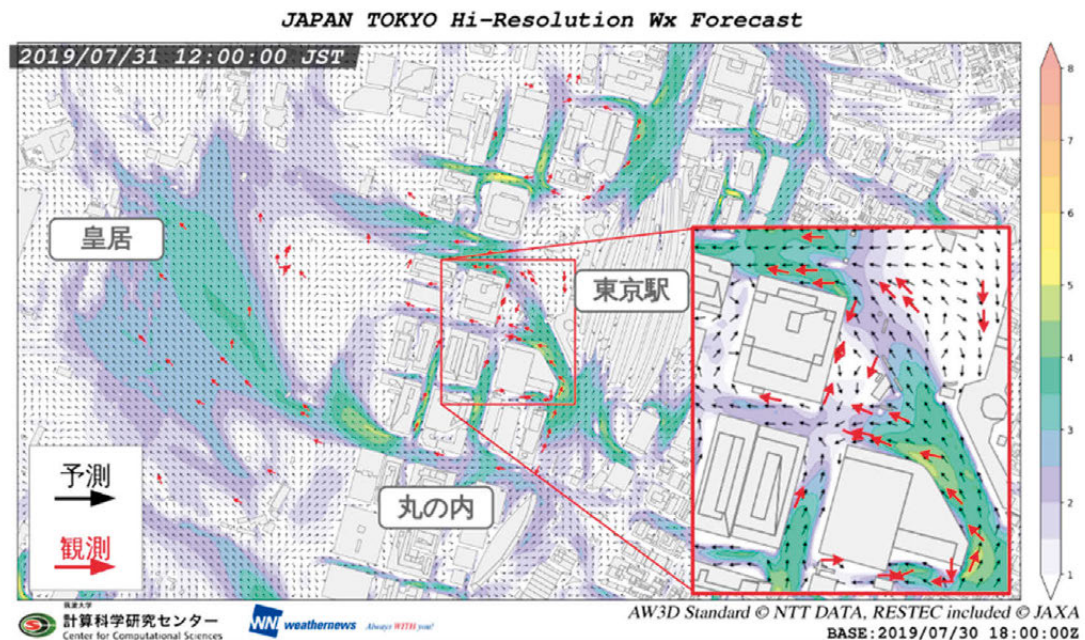 JAPAN TOKYO Hi-Resolution Wx Forecast
2019/07/31 12:00:00 JST
皇居
東京駅
丸の内
予測
観測
8
7
6
5
4
3
2
1
筑波大学
計算科学研究センター
Center for Computational Sciences
WN weathernews Always WITH you!
AW3D Standard © NTT DATA, RESTEC included © JAXA
BASE:2019/07/30 18:00:00Z